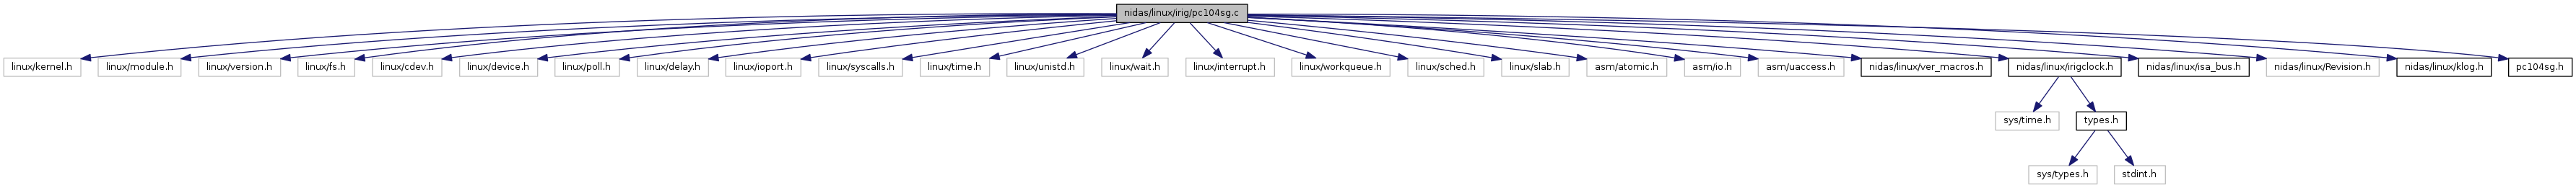 nidas/linux/irig/pc104sg.c
linux/kernel.h
linux/module.h
linux/version.h
linux/fs.h
linux/cdev.h
linux/device.h
linux/poll.h
linux/delay.h
linux/ioport.h
linux/syscalls.h
linux/time.h
linux/unistd.h
linux/wait.h
linux/interrupt.h
linux/workqueue.h
linux/sched.h
linux/slab.h
asm/atomic.h
asm/io.h
asm/uaccess.h
nidas/linux/ver_macros.h
nidas/linux/irigclock.h
nidas/linux/isa_bus.h
nidas/linux/Revision.h
nidas/linux/klog.h
pc104sg.h
sys/time.h
types.h
sys/types.h
stdint.h